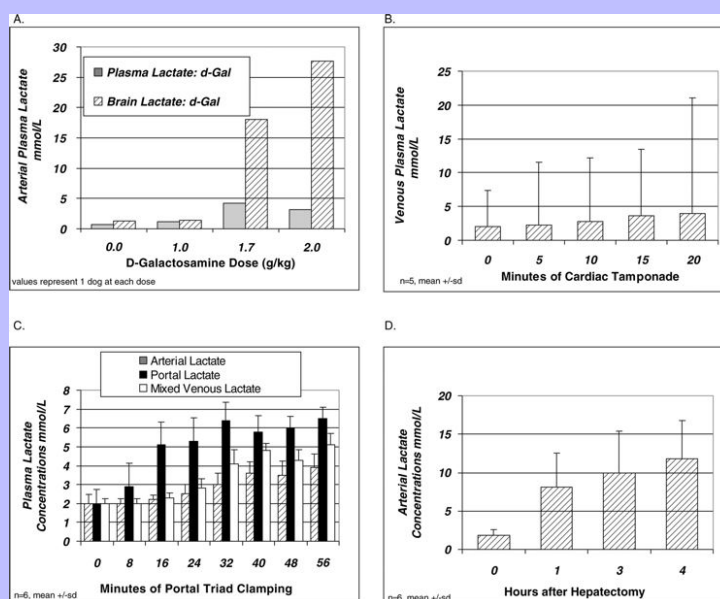 A.
30
25
20
15
10
5
0
Arterial Plasma Lactate
mmol/L
Plasma Lactate: d-Gal
Brain Lactate: d-Gal
0.0 1.0 1.7 2.0
D-Galactosamine Dose (g/kg)
values represent 1 dog at each dose
B.
25
20
15
10
5
0
Venous Plasma Lactate
mmol/L
0 5 10 15 20
Minutes of Cardiac Tamponade
n=5, mean +/-sd
C.
Arterial Lactate
Portal Lactate
Mixed Venous Lactate
8
7
6
5
4
3
2
1
0
Plasma Lactate
Concentrations mmol/L
0 8 16 24 32 40 48 56
Minutes of Portal Triad Clamping
n=6, mean +/-sd
D.
20
15
10
5
0
Arterial Lactate
Concentrations mmol/L
0 1 3 4
Hours after Hepatectomy
n=6, mean +/-sd